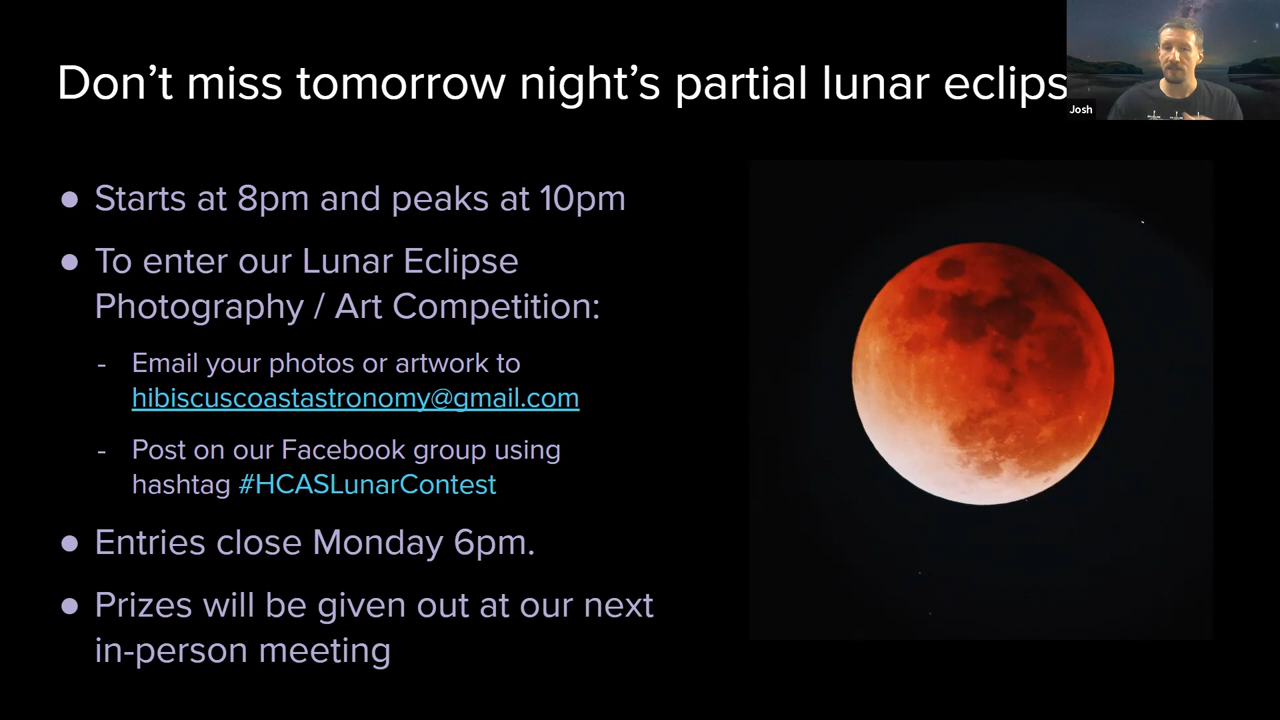 Don't miss tomorrow night's partial lunar eclips
Josh
● Starts at 8pm and peaks at 10pm
● To enter our Lunar Eclipse
Photography / Art Competition:
- Email your photos or artwork to
hibiscuscoastastronomy@gmail.com
- Post on our Facebook group using
hashtag #HCASLunarContest
● Entries close Monday 6pm.
● Prizes will be given out at our next
in-person meeting